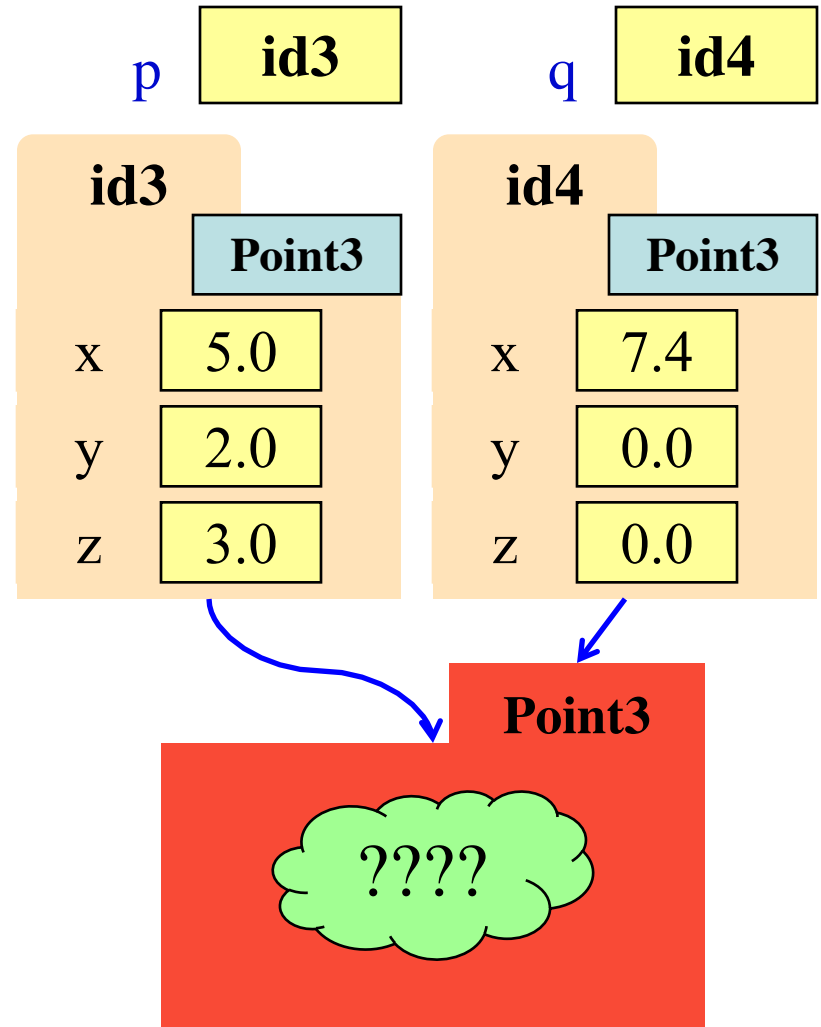 p id3 q id4
id3 id4
Point3 Point3
x 5.0 x 7.4
y 2.0 y 0.0
z 3.0 z 0.0
Point3
????